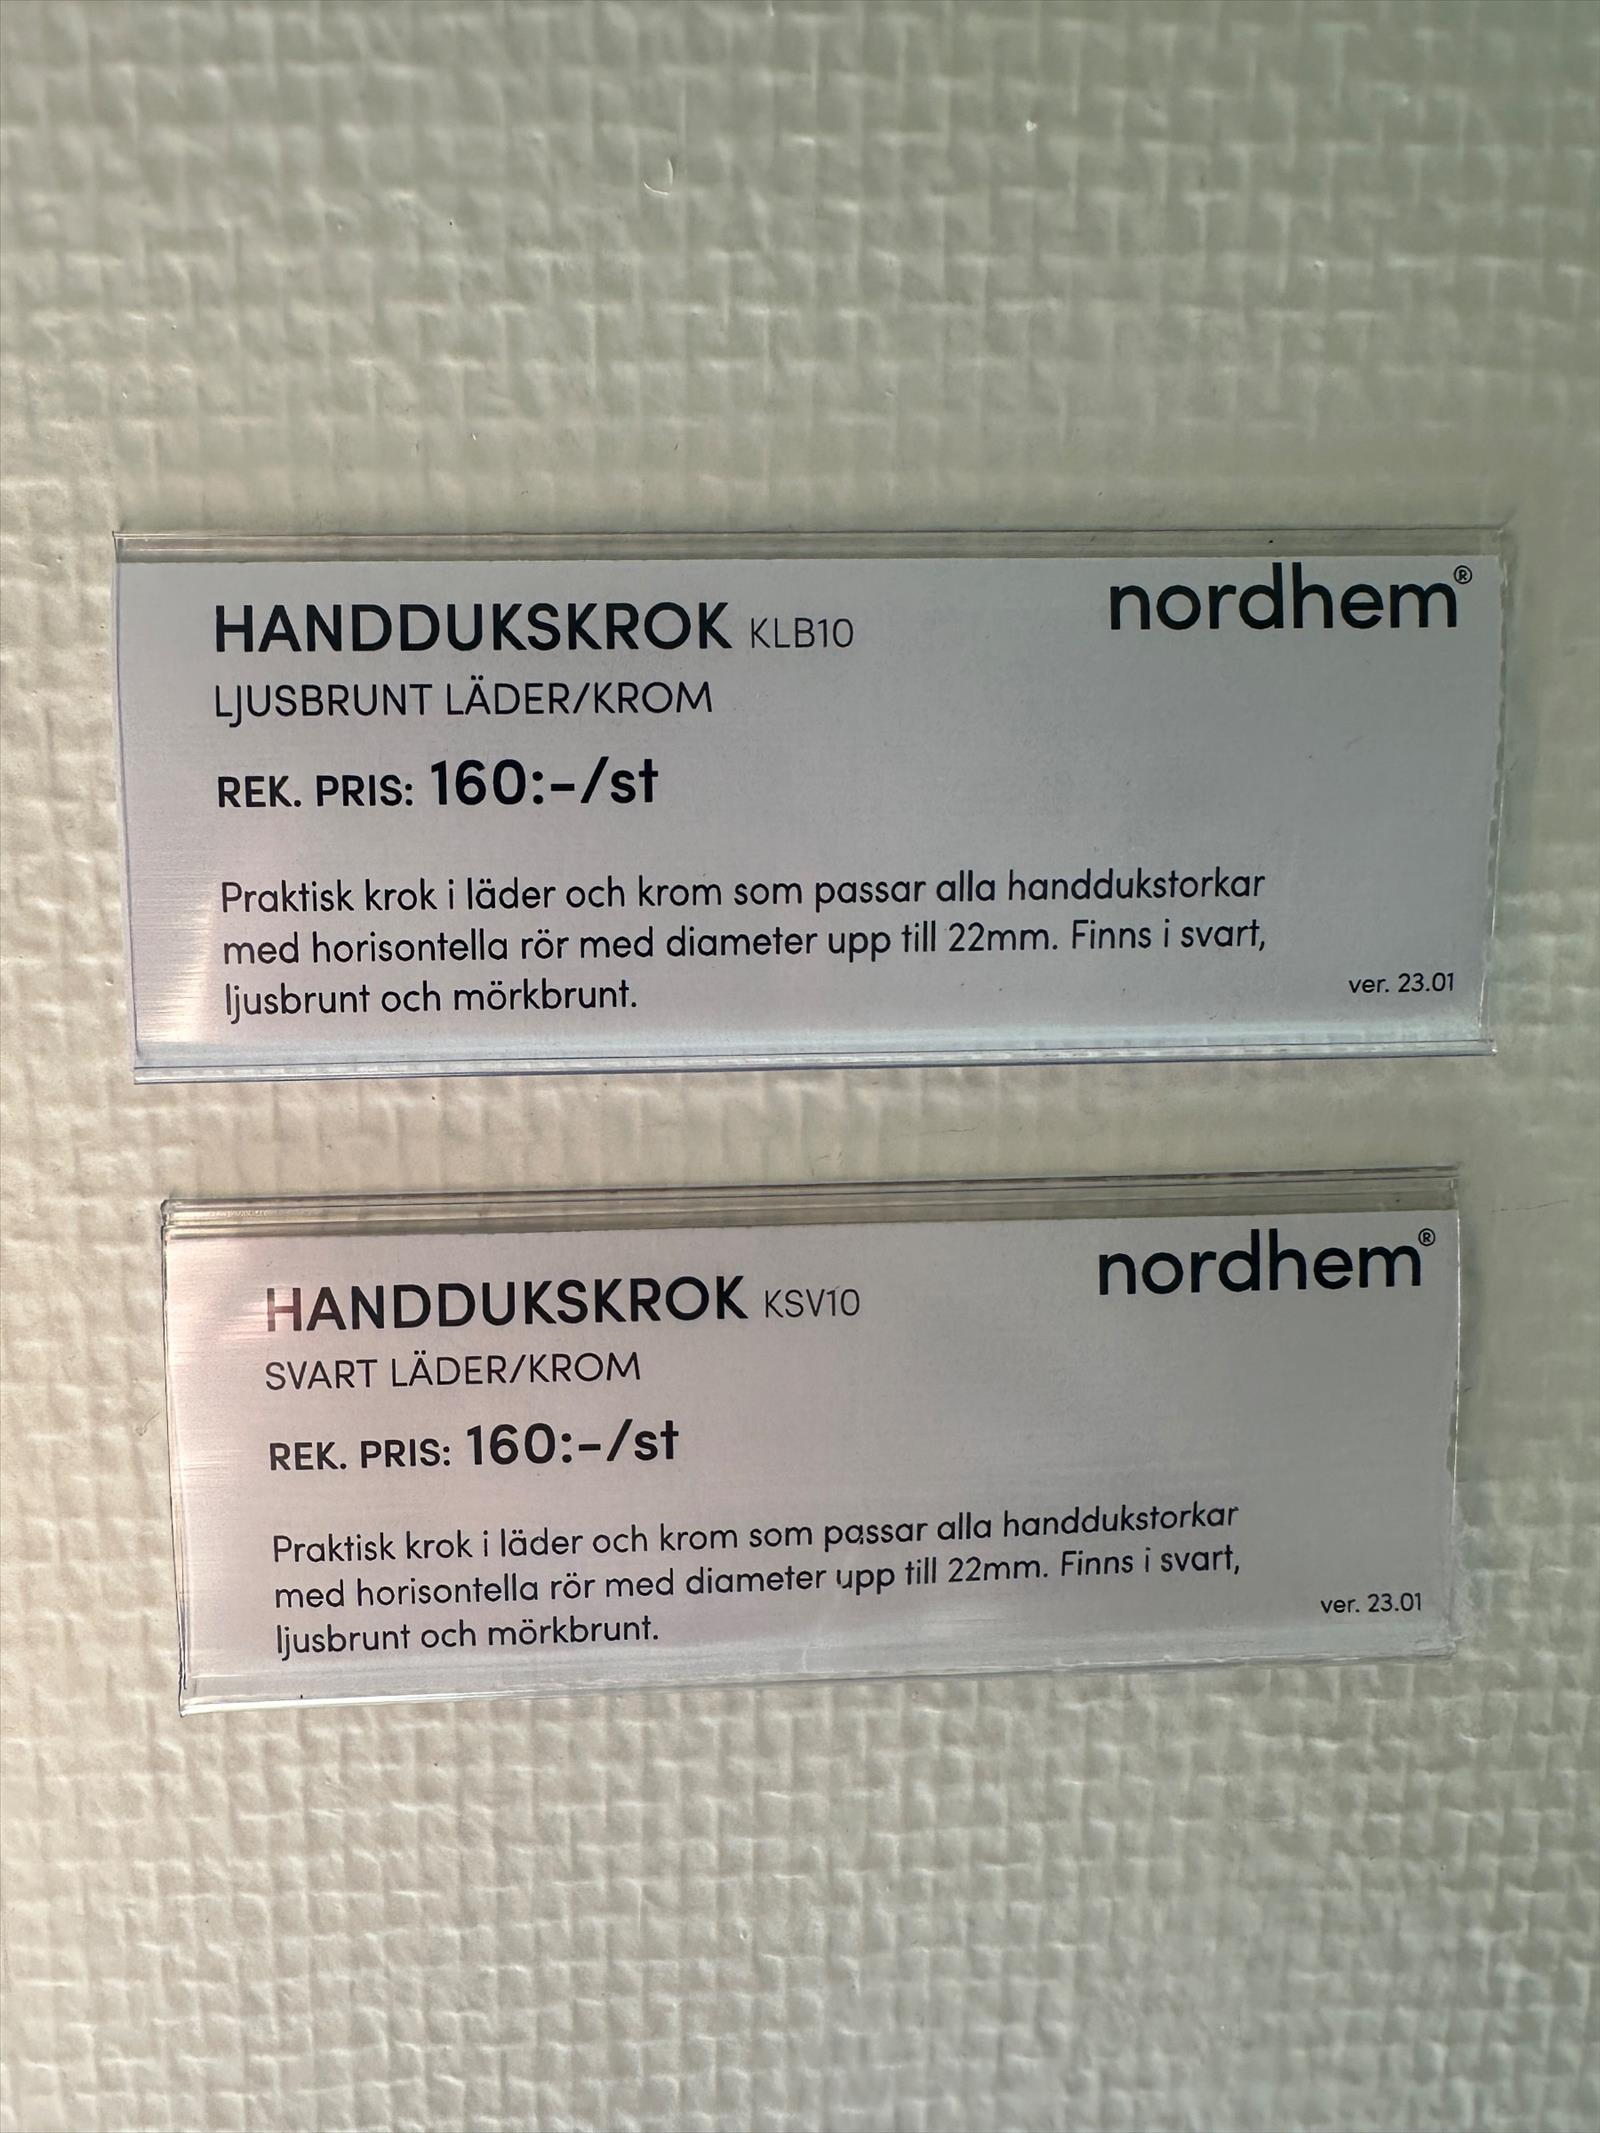 HANDDUKSKROK KLB10
nordhem®
LJUSBRUNT LÄDER/KROM
REK. PRIS: 160:-/st
Praktisk krok i läder och krom som passar alla handdukstorkar
med horisontella rör med diameter upp till 22mm. Finns i svart,
ljusbrunt och mörkbrunt.
ver. 23.01
HANDDUKSKROK KSV10
nordhem®
SVART LÄDER/KROM
REK. PRIS: 160:-/st
Praktisk krok i läder och krom som passar alla handdukstorkar
med horisontella rör med diameter upp till 22mm. Finns i svart,
ljusbrunt och mörkbrunt.
ver. 23.01